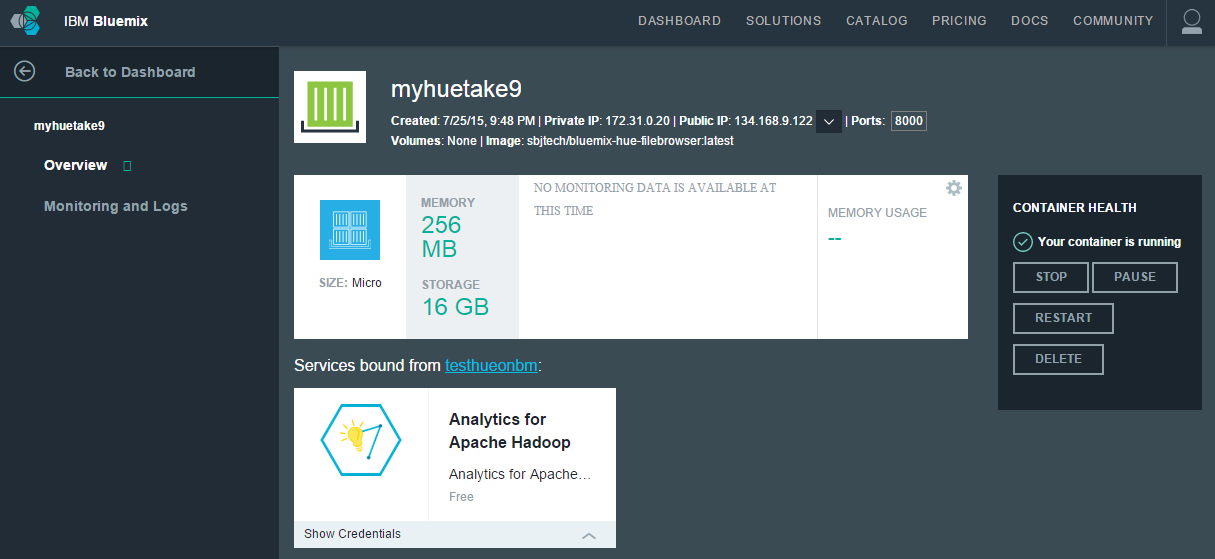 IBM Bluemix
DASHBOARD SOLUTIONS CATALOG PRICING DOCS COMMUNITY
Back to Dashboard
myhuetake9
Overview
Monitoring and Logs
myhuetake9
Created: 7/25/15, 9:48 PM | Private IP: 172.31.0.20 | Public IP: 134.168.9.122 | Ports: 8000
Volumes: None | Image: sbjtech/bluemix-hue-filebrowser:latest
SIZE: Micro
MEMORY
256
MB
STORAGE
16 GB
NO MONITORING DATA IS AVAILABLE AT
THIS TIME
MEMORY USAGE
--
CONTAINER HEALTH
Your container is running
STOP PAUSE
RESTART
DELETE
Services bound from testhueonbm:
Analytics for
Apache Hadoop
Analytics for Apache...
Free
Show Credentials